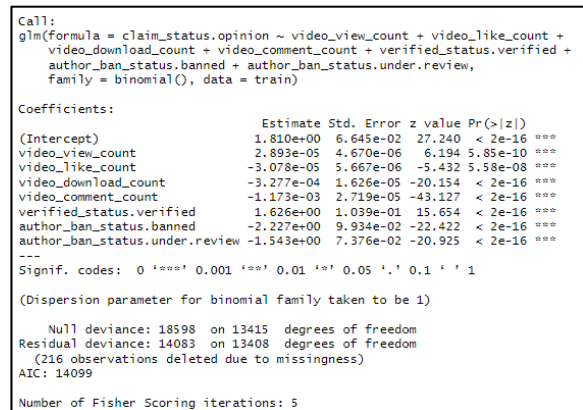 Call:
glm(formula = claim_status.opinion ~ video_view_count + video_like_count +
    video_download_count + video_comment_count + verified_status.verified +
    author_ban_status.banned + author_ban_status.under.review,
    family = binomial(), data = train)

Coefficients:
                                 Estimate Std. Error z value Pr(>|z|)
(Intercept)                     1.810e+00  6.645e-02  27.240  < 2e-16 ***
video_view_count                2.893e-05  4.670e-06   6.194 5.85e-10 ***
video_like_count               -3.078e-05  5.667e-06  -5.432 5.58e-08 ***
video_download_count           -3.277e-04  1.626e-05 -20.154  < 2e-16 ***
video_comment_count            -1.173e-03  2.719e-05 -43.127  < 2e-16 ***
verified_status.verified        1.626e+00  1.039e-01  15.654  < 2e-16 ***
author_ban_status.banned       -2.227e+00  9.934e-02 -22.422  < 2e-16 ***
author_ban_status.under.review -1.543e+00  7.376e-02 -20.925  < 2e-16 ***
---
Signif. codes:  0 ‘***’ 0.001 ‘**’ 0.01 ‘*’ 0.05 ‘.’ 0.1 ‘ ’ 1

(Dispersion parameter for binomial family taken to be 1)

    Null deviance: 18598  on 13415  degrees of freedom
Residual deviance: 14083  on 13408  degrees of freedom
  (216 observations deleted due to missingness)
AIC: 14099

Number of Fisher Scoring iterations: 5